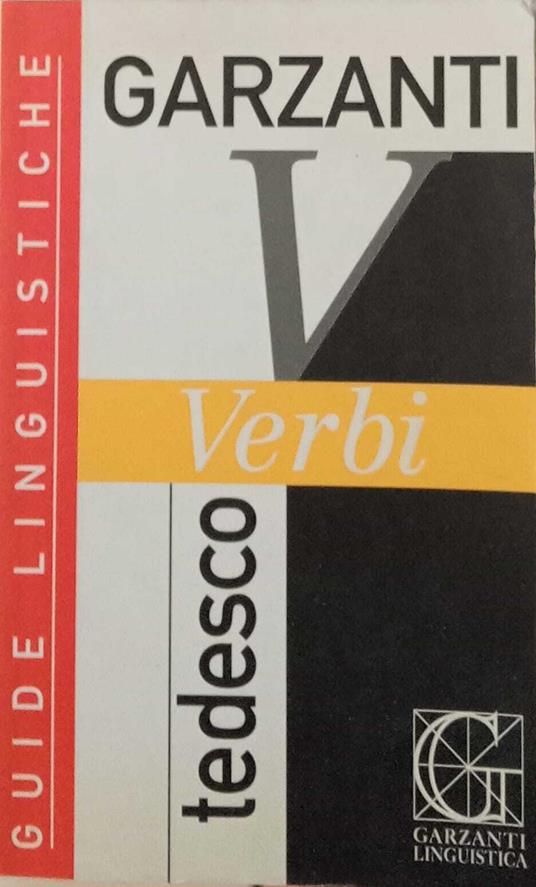 GUIDE LINGUISTICHE
GARZANTI
V
Verbi
tedesco
G
GARZANTI
LINGUISTICA